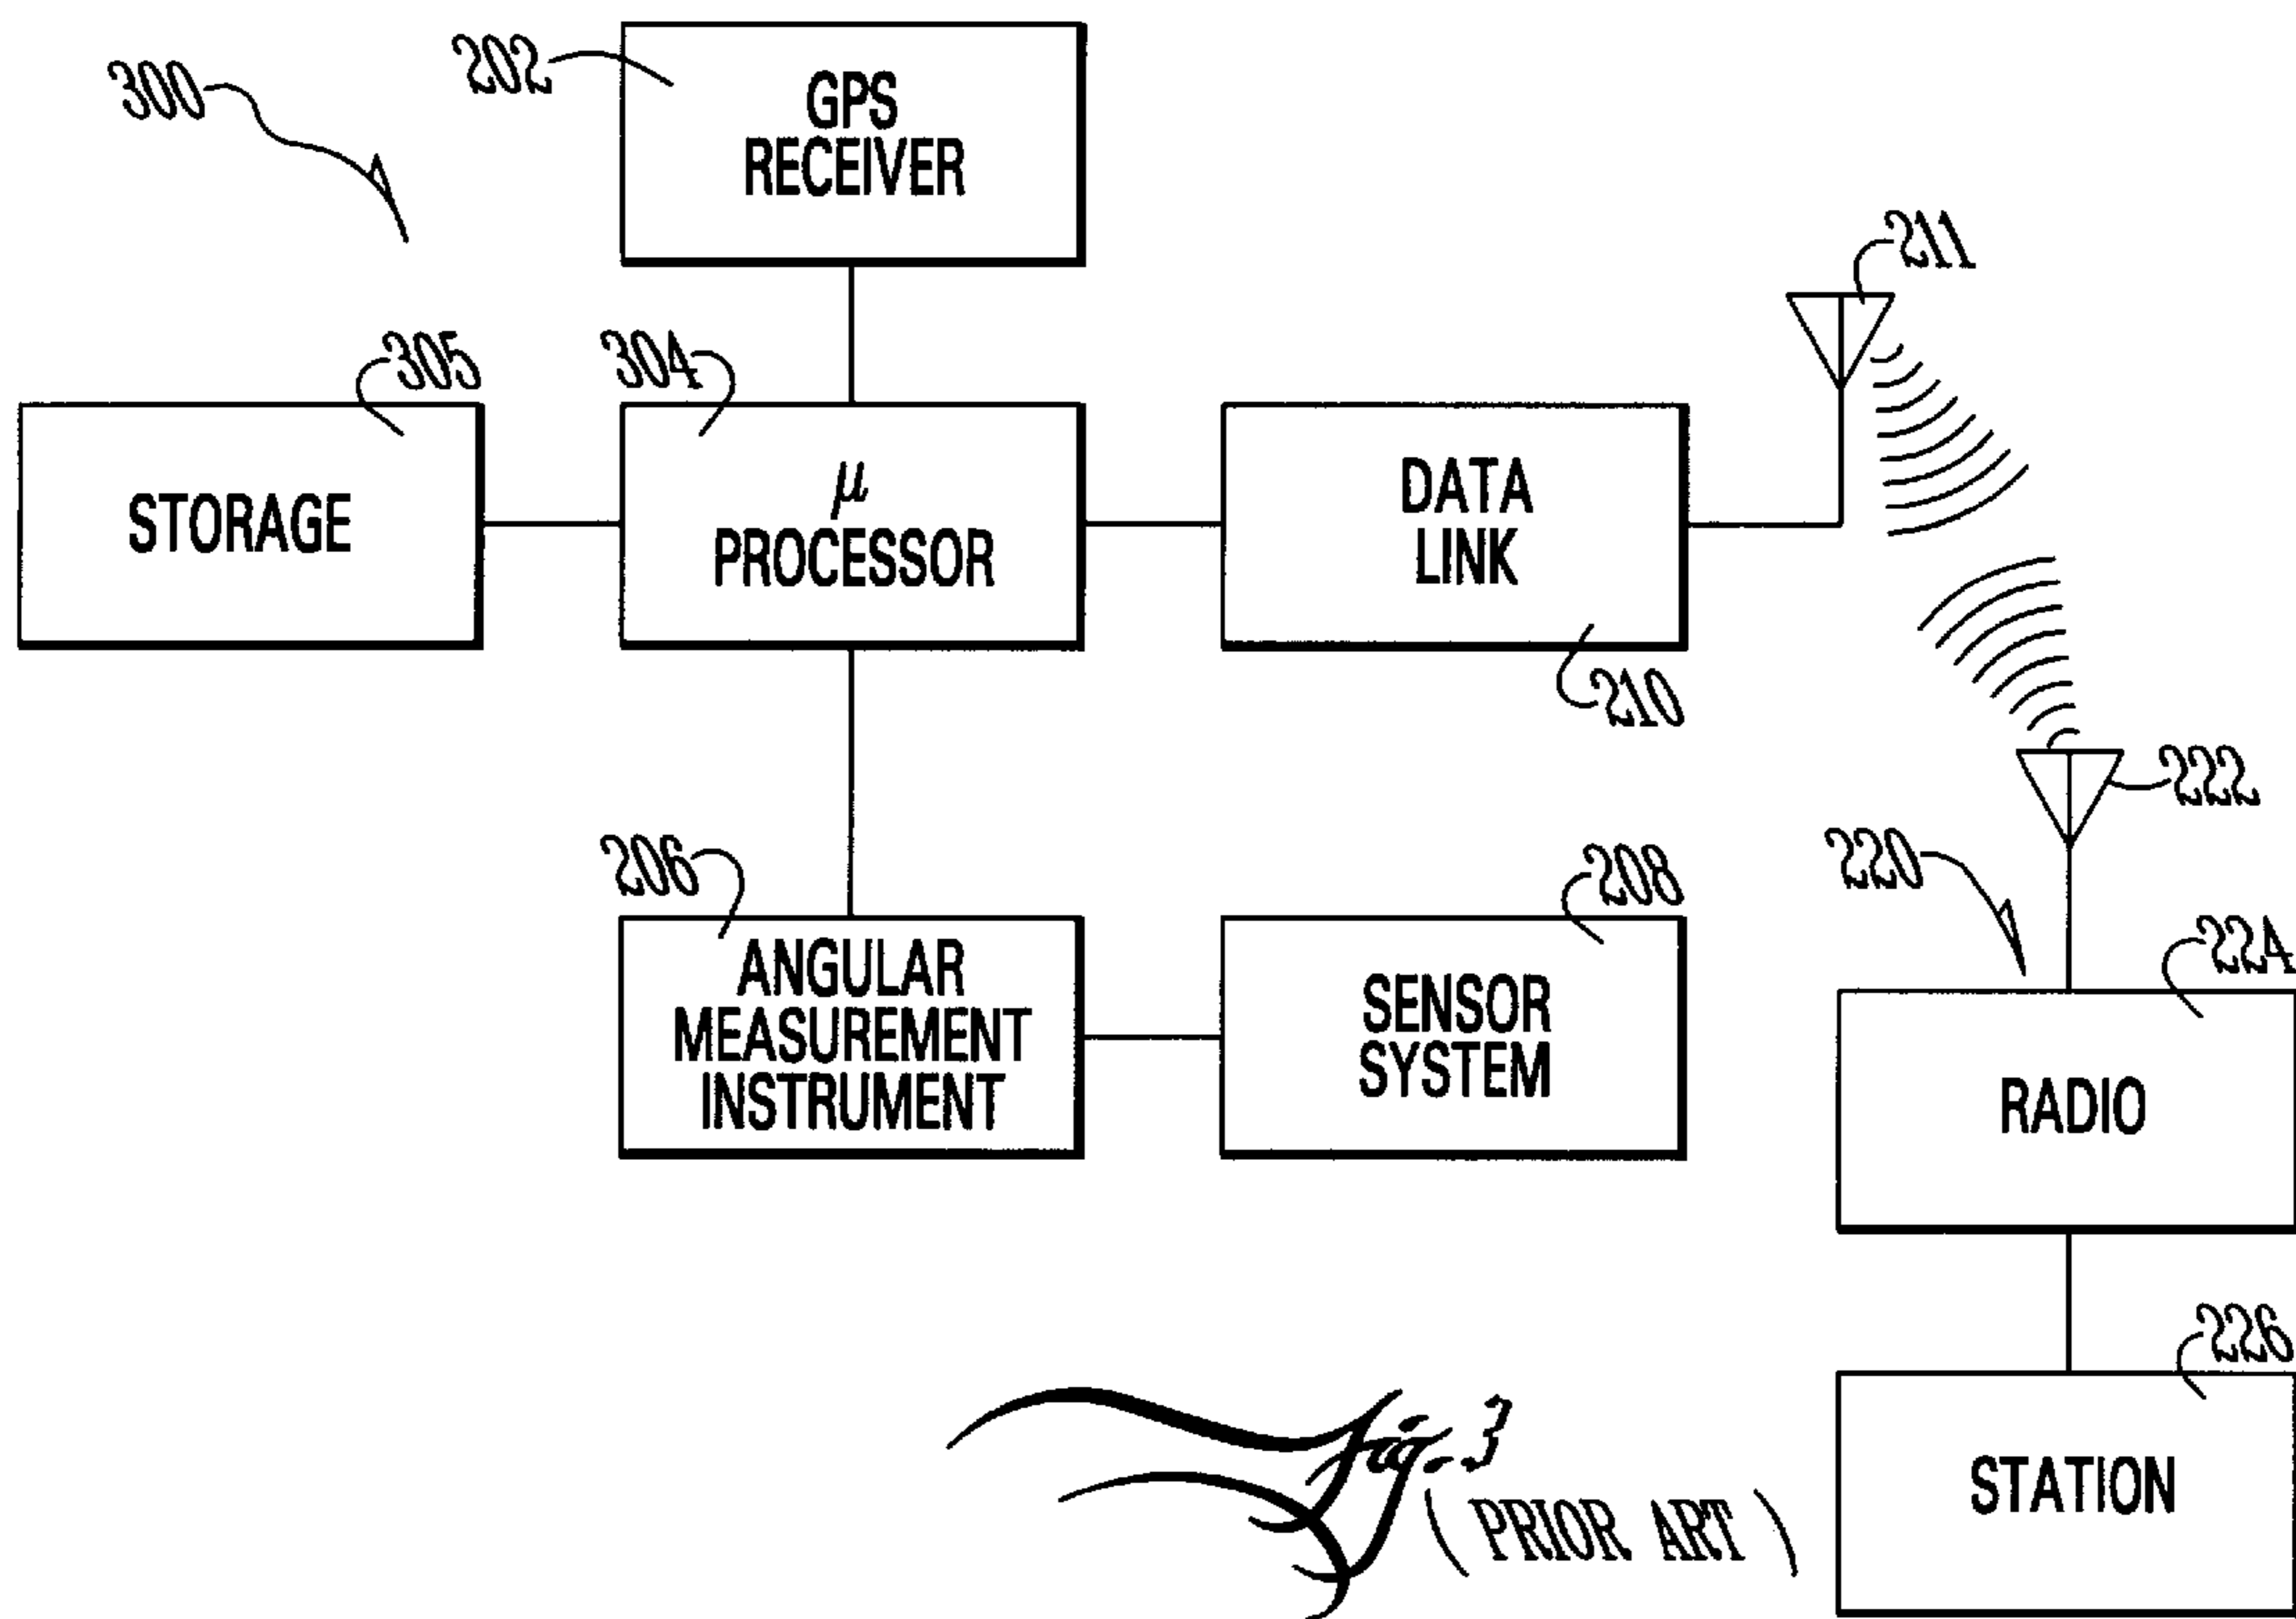 300
202
GPS
RECEIVER
211
305
304
STORAGE
µ
PROCESSOR
DATA
LINK
210
222
206
208
220
224
ANGULAR
MEASUREMENT
INSTRUMENT
SENSOR
SYSTEM
RADIO
226
STATION
Fig. 3
( PRIOR ART )